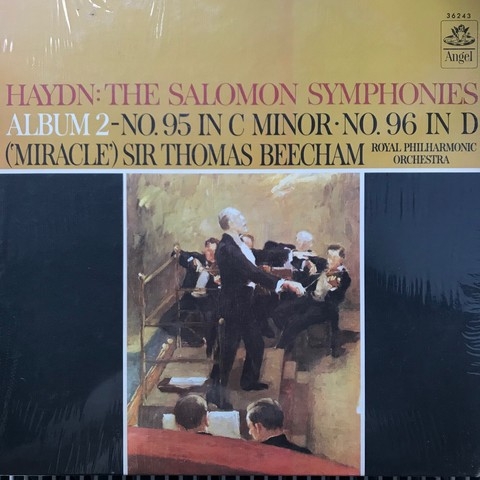 36243
Angel
HAYDN: THE SALOMON SYMPHONIES
ALBUM 2-NO. 95 IN C MINOR · NO. 96 IN D
('MIRACLE') SIR THOMAS BEECHAM ROYAL PHILHARMONIC
ORCHESTRA